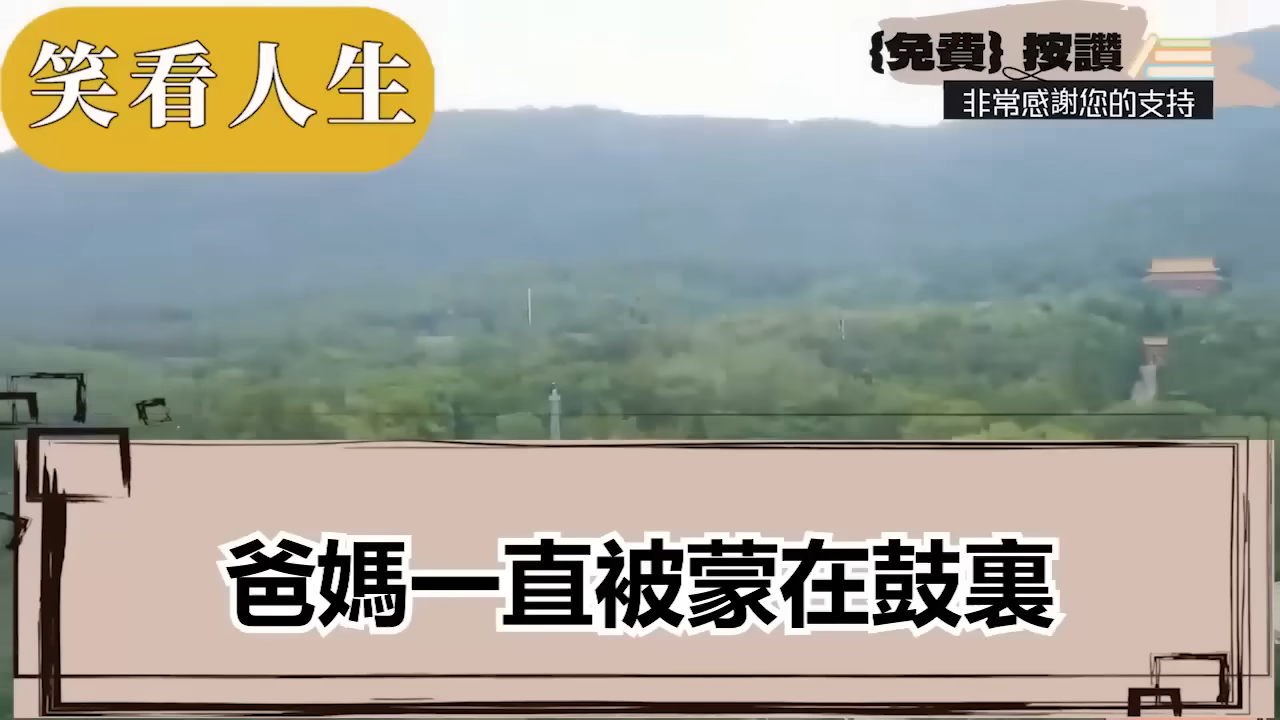 笑看人生
{免費} 按讚
非常感謝您的支持
爸媽一直被蒙在鼓裏